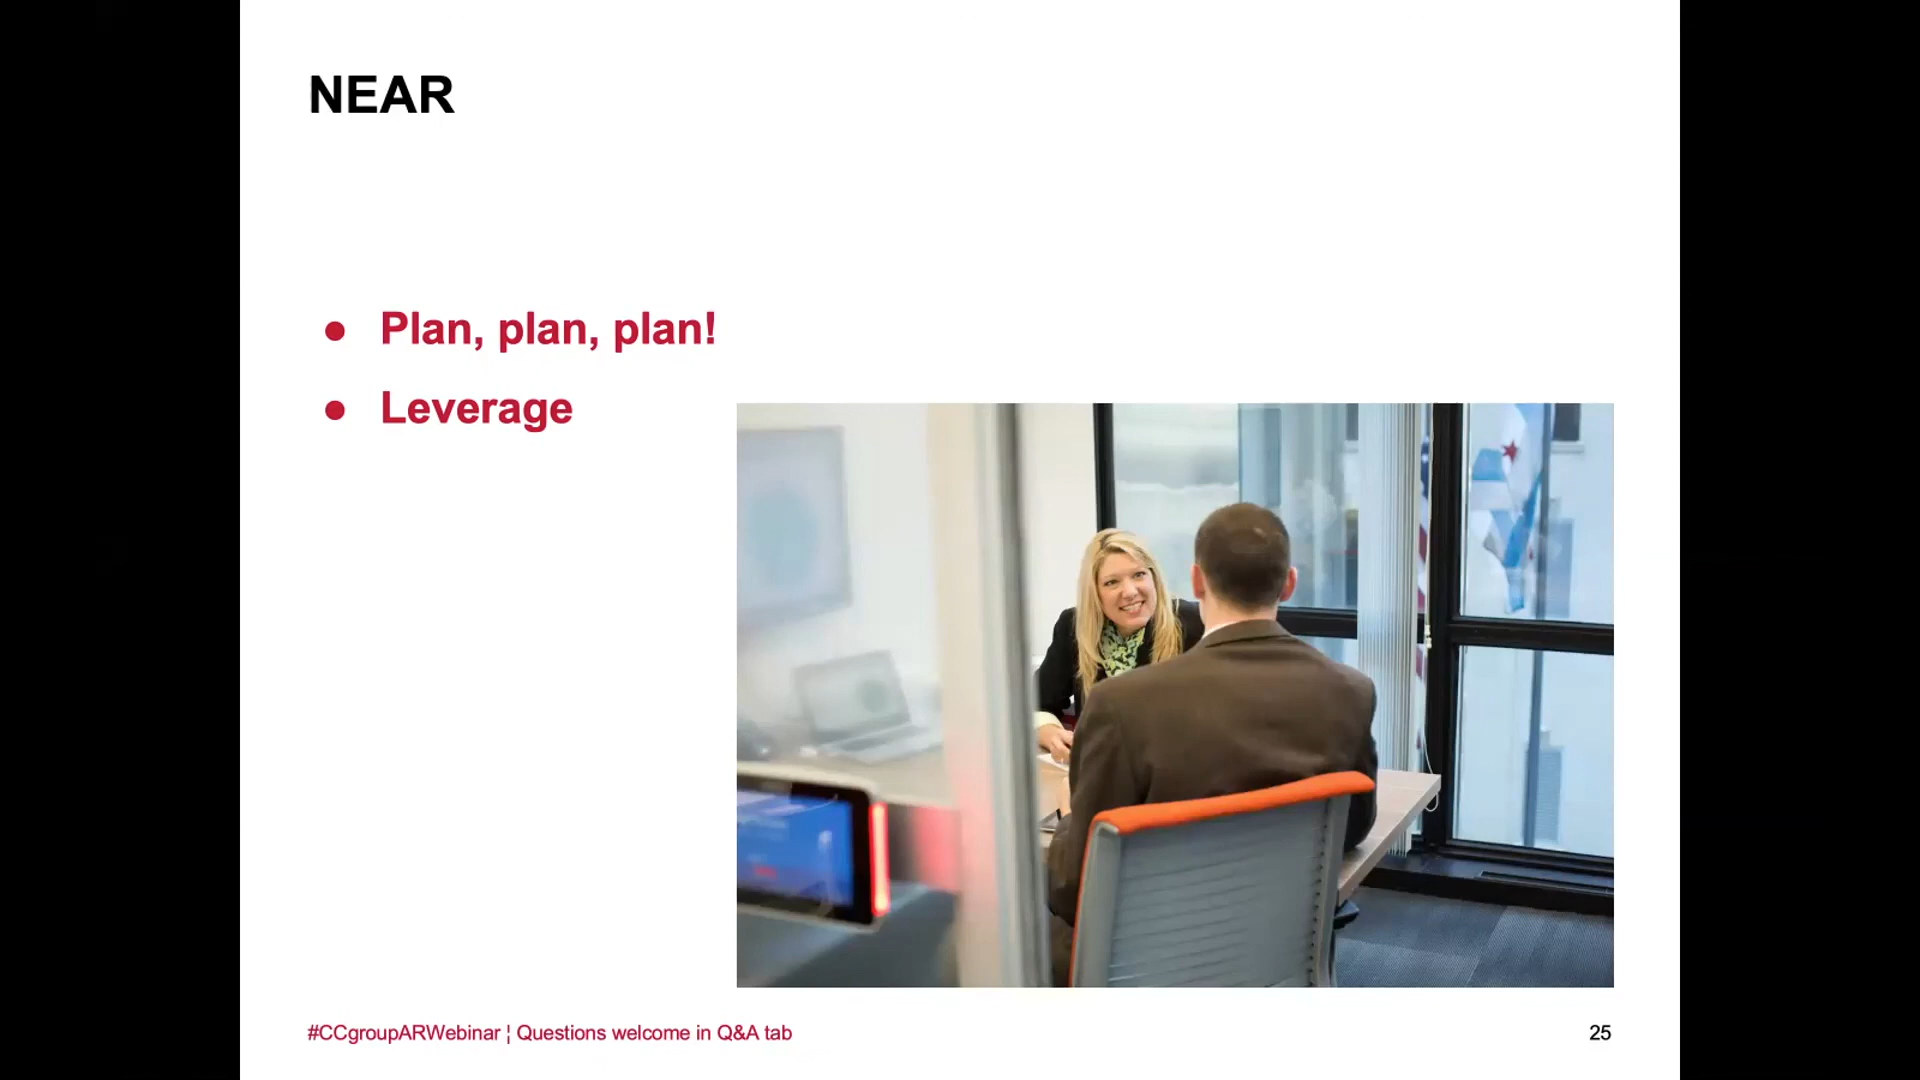 NEAR
● Plan, plan, plan!
● Leverage
#CCgroupARWebinar ¦ Questions welcome in Q&A tab
25